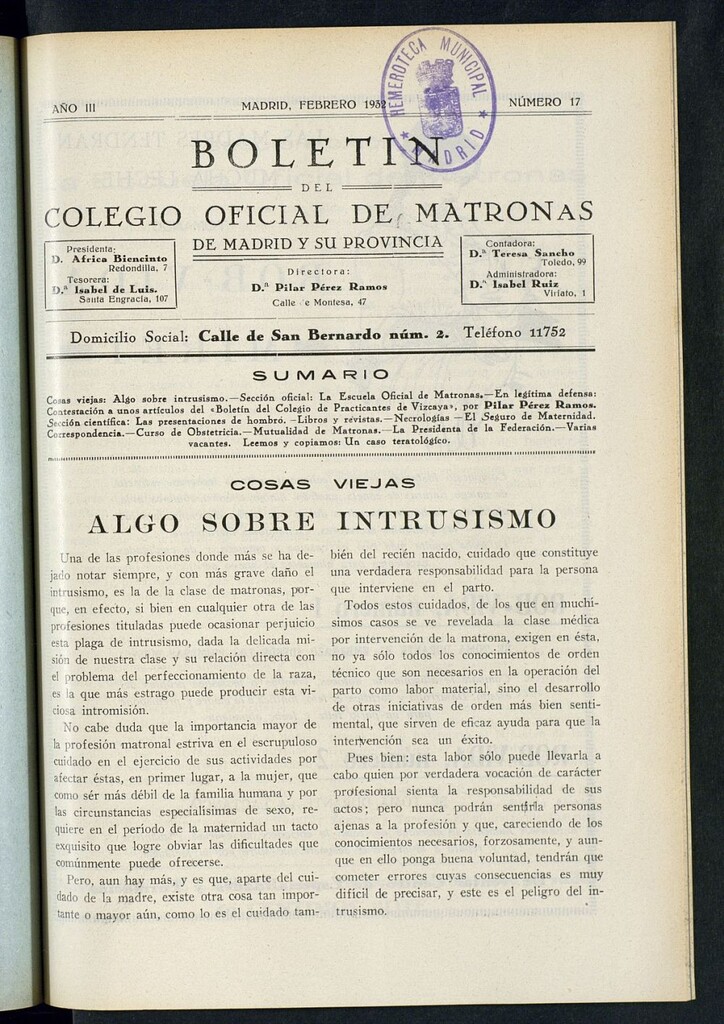 HEMEROTECA MUNICIPAL
★ MADRID ★
AÑO III
MADRID, FEBRERO 1932
NÚMERO 17
BOLETIN
DEL
COLEGIO OFICIAL DE MATRONAS
DE MADRID Y SU PROVINCIA
Presidenta:
D. Africa Biencinto
Redondilla, 7
Tesorera:
D.ª Isabel de Luis.
Santa Engracia, 107
Directora:
D.ª Pilar Pérez Ramos
Calle e Montesa, 47
Contadora:
D.ª Teresa Sancho
Toledo, 99
Administradora:
D.ª Isabel Ruiz
Viriato, 1
Domicilio Social: Calle de San Bernardo núm. 2. Teléfono 11752
SUMARIO
Cosas viejas: Algo sobre intrusismo.—Sección oficial: La Escuela Oficial de Matronas.—En legítima defensa:
Contestación a unos artículos del «Boletín del Colegio de Practicantes de Vizcaya», por Pilar Pérez Ramos.
Sección científica: Las presentaciones de hombro.—Libros y revistas.—Necrologías—El Seguro de Maternidad.
Correspondencia.—Curso de Obstetricia.—Mutualidad de Matronas.—La Presidenta de la Federación.—Varias
vacantes. Leemos y copiamos: Un caso teratológico.
COSAS VIEJAS
ALGO SOBRE INTRUSISMO
Una de las profesiones donde más se ha de-
jado notar siempre, y con más grave daño el
intrusismo, es la de la clase de matronas, por-
que, en efecto, si bien en cualquier otra de las
profesiones tituladas puede ocasionar perjuicio
esta plaga de intrusismo, dada la delicada mi-
sión de nuestra clase y su relación directa con
el problema del perfeccionamiento de la raza,
es la que más estrago puede producir esta vi-
ciosa intromisión.
No cabe duda que la importancia mayor de
la profesión matronal estriva en el escrupuloso
cuidado en el ejercicio de sus actividades por
afectar éstas, en primer lugar, a la mujer, que
como sér más débil de la familia humana y por
las circunstancias especialísimas de sexo, re-
quiere en el período de la maternidad un tacto
exquisito que logre obviar las dificultades que
comúnmente puede ofrecerse.
Pero, aun hay más, y es que, aparte del cui-
dado de la madre, existe otra cosa tan impor-
tante o mayor aún, como lo es el cuidado tam-
bién del recién nacido, cuidado que constituye
una verdadera responsabilidad para la persona
que interviene en el parto.
Todos estos cuidados, de los que en muchí-
simos casos se ve revelada la clase médica
por intervención de la matrona, exigen en ésta,
no ya sólo todos los conocimientos de orden
técnico que son necesarios en la operación del
parto como labor material, sino el desarrollo
de otras iniciativas de orden más bien senti-
mental, que sirven de eficaz ayuda para que la
intervención sea un éxito.
Pues bien: esta labor sólo puede llevarla a
cabo quien por verdadera vocación de carácter
profesional sienta la responsabilidad de sus
actos; pero nunca podrán sentirla personas
ajenas a la profesión y que, careciendo de los
conocimientos necesarios, forzosamente, y aun-
que en ello ponga buena voluntad, tendrán que
cometer errores cuyas consecuencias es muy
difícil de precisar, y este es el peligro del in-
trusismo.